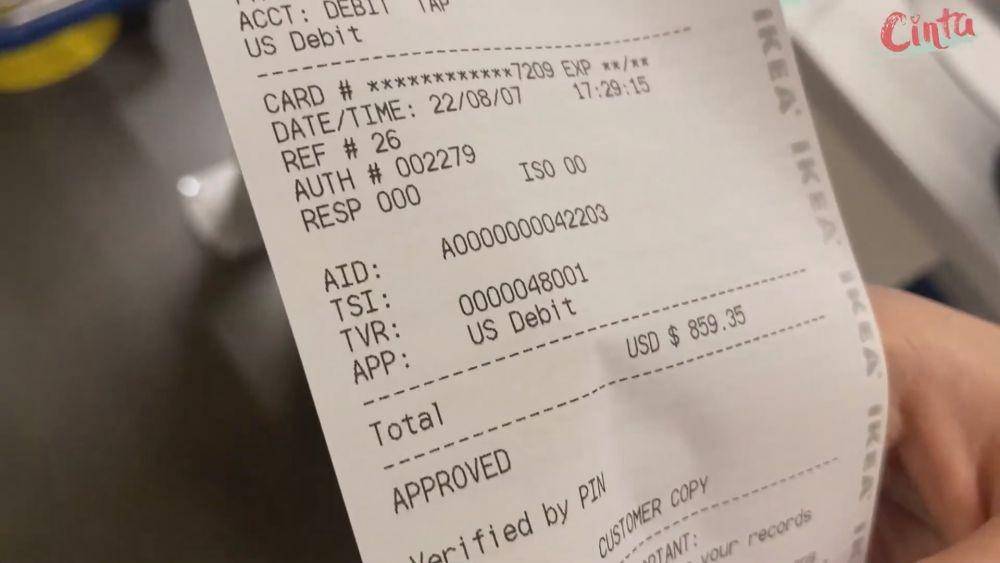 Cinta
ACCT: DEBIT TAP
US Debit
CARD # ************7209 EXP **/**
DATE/TIME: 22/08/07 17:29:15
REF # 26
AUTH # 002279
RESP 000 ISO 00
AID: A0000000042203
TSI:
TVR: 0000048001
APP: US Debit
USD $ 859.35
Total
APPROVED
Verified by PIN
CUSTOMER COPY
your records
IKEA IKEA IKEA IKEA